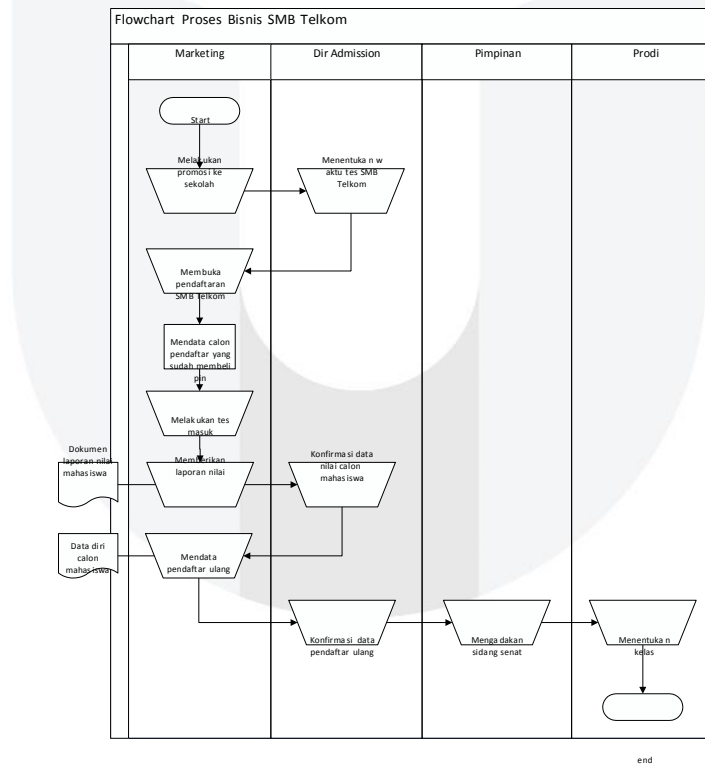 Flowchart Proses Bisnis SMB Telkom
Marketing
Dir Admission
Pimpinan
Prodi
Start
Melakukan
promosi ke
sekolah
Menentuka n w
aktu tes SMB
Telkom
Membuka
pendaftaran
SMB Telkom
Mendata calon
pendaftar yang
sudah membeli
pin
Melakukan tes
masuk
Dokumen
laporan nilai
mahasiswa
Memberikan
laporan nilai
Konfirmasi data
nilai calon
mahasiswa
Data diri
calon
mahasiswa
Mendata
pendaftar ulang
Konfirmasi data
pendaftar ulang
Mengadakan
sidang senat
Menentuka n
kelas
end